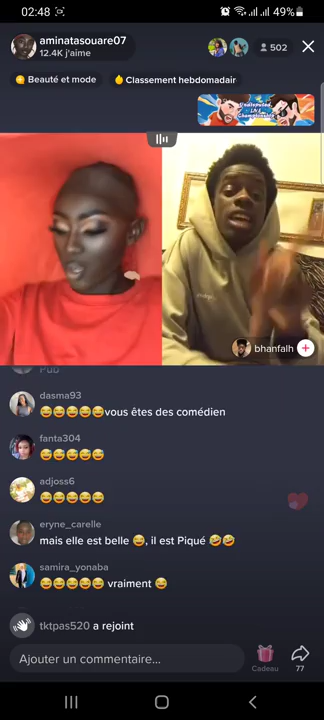 02:48
49%
aminatasouare07
12.4K j'aime
502
😋 Beauté et mode
Classement hebdomadair
bhanfalh
Pub
dasma93
😂😂😂😂😂vous êtes des comédien
fanta304
😅😅😅😅😅
adjoss6
😂😂😂😂😂
eryne_carelle
mais elle est belle 😂, il est Piqué 🤣🤣
samira_yonaba
😅😅😅😅😅 vraiment 😅
tktpas520 a rejoint
Ajouter un commentaire...
Cadeau
77